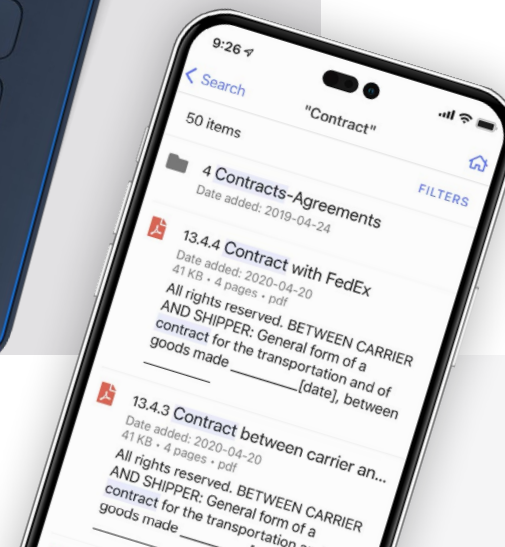 9:26
Search
"Contract"
50 items
FILTERS
4 Contracts-Agreements
Date added: 2019-04-24
13.4.4 Contract with FedEx
Date added: 2020-04-20
41 KB • 4 pages • pdf
All rights reserved. BETWEEN CARRIER
AND SHIPPER: General form of a
contract for the transportation and of
goods made __________[date], between
__________
13.4.3 Contract between carrier an...
Date added: 2020-04-20
41 KB • 4 pages • pdf
All rights reserved. BETWEEN CARRIER
AND SHIPPER: General form of a
contract for the transportation
goods made